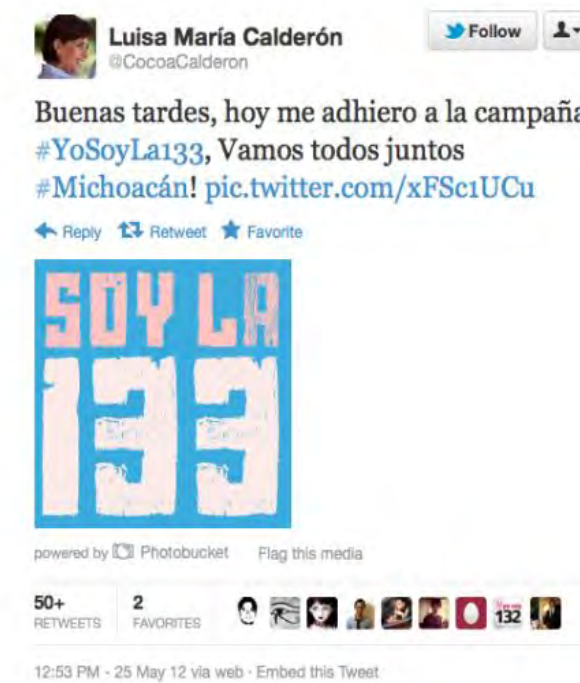 Luisa María Calderón
Follow
@CocoaCalderon
Buenas tardes, hoy me adhiero a la campaña
#YoSoyLa133, Vamos todos juntos
#Michoacán! pic.twitter.com/xFSc1UCu
Reply Retweet Favorite
SOY LA
133
powered by Photobucket Flag this media
50+ 2
RETWEETS FAVORITES
132
12:53 PM - 25 May 12 via web · Embed this Tweet